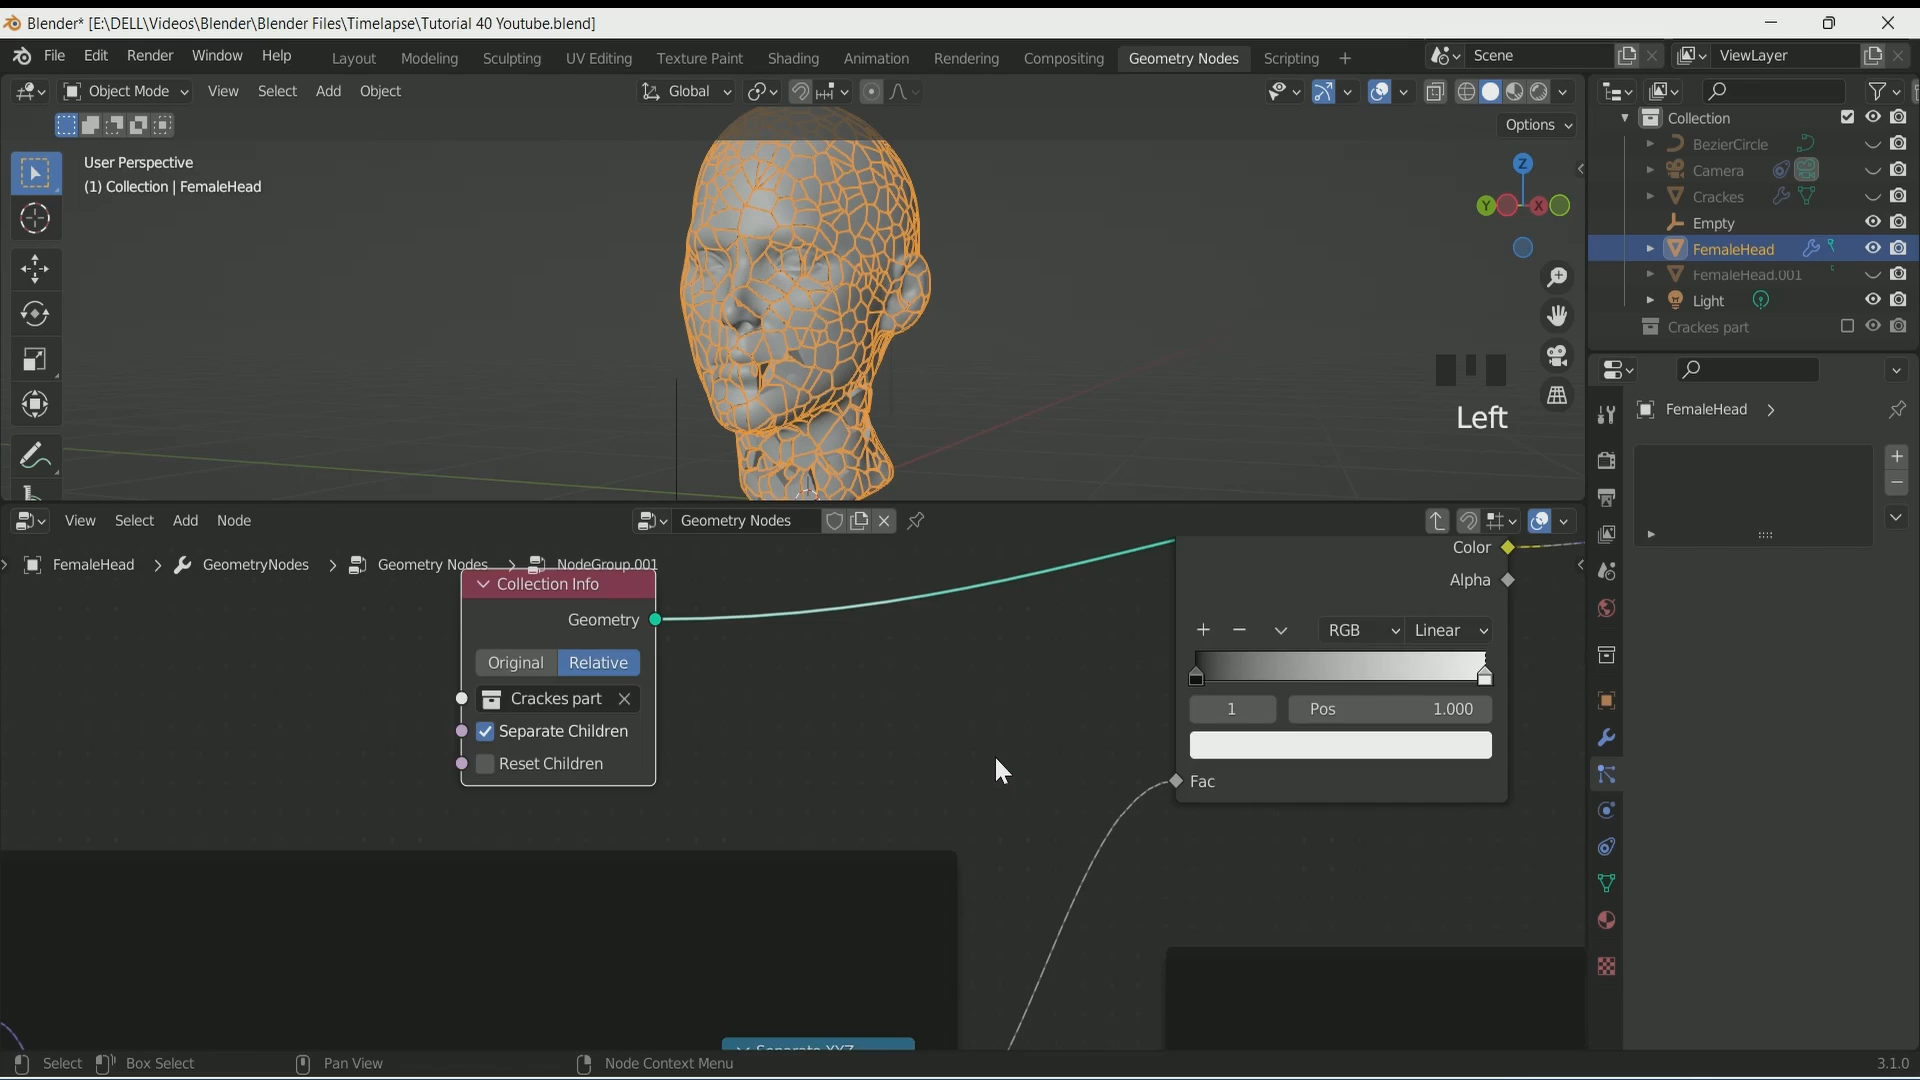 Blender* [E:\DELL\Videos\Blender\Blender Files\Timelapse\Tutorial 40 Youtube.blend]
File Edit Render Window Help Layout Modeling Sculpting UV Editing Texture Paint Shading Animation Rendering Compositing Geometry Nodes Scripting + Scene ViewLayer
Object Mode View Select Add Object Global
Options
User Perspective
(1) Collection | FemaleHead
Z
Y
X
Left
Collection
BezierCircle
Camera
Crackes
Empty
FemaleHead
FemaleHead.001
Light
Crackes part
FemaleHead
View Select Add Node Geometry Nodes
FemaleHead > GeometryNodes > Geometry Nodes > NodeGroup.001
Collection Info
Geometry
Original Relative
Crackes part
Separate Children
Reset Children
Color
Alpha
RGB Linear
1 Pos 1.000
Fac
Separate XYZ
Select Box Select Pan View Node Context Menu 3.1.0